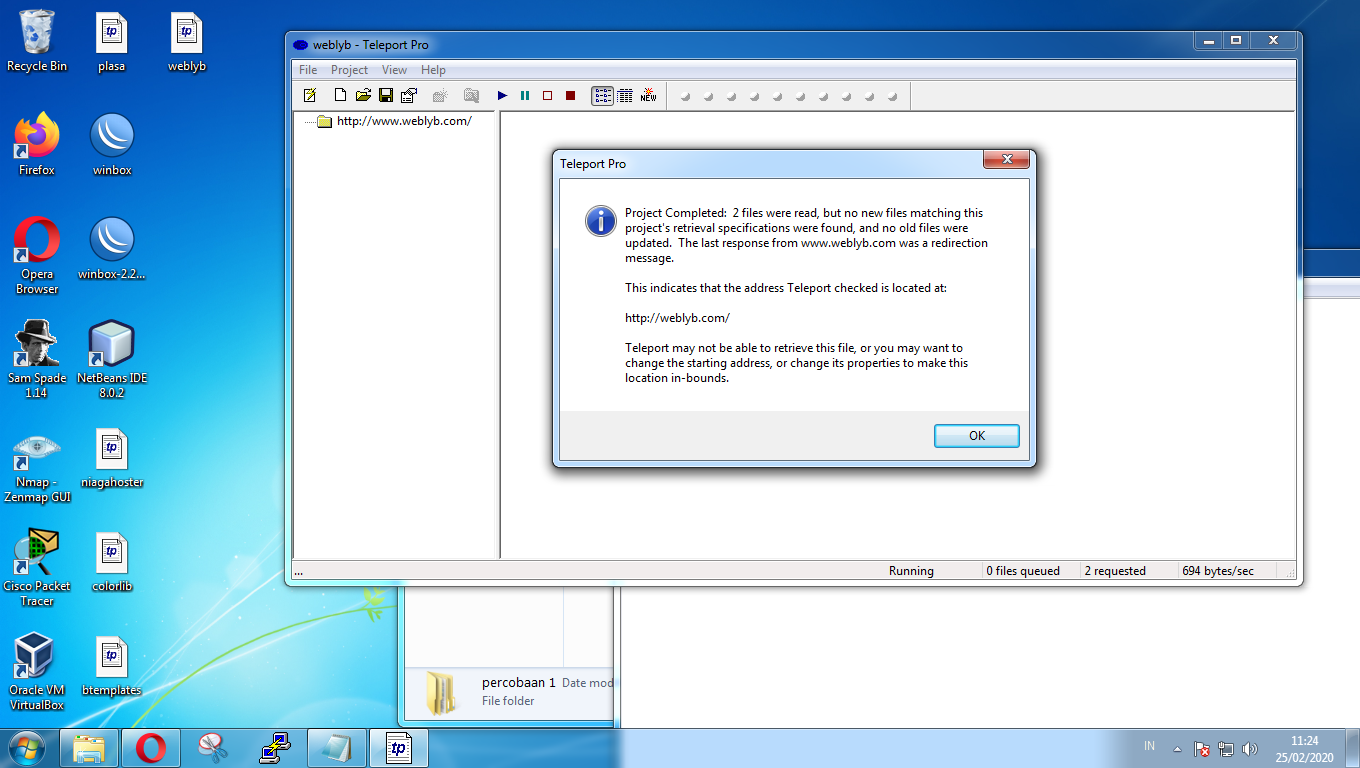 Recycle Bin
plasa
weblyb
Firefox
winbox
Opera
Browser
winbox-2.2...
Sam Spade
1.14
NetBeans IDE
8.0.2
Nmap -
Zenmap GUI
niagahoster
Cisco Packet
Tracer
colorlib
Oracle VM
VirtualBox
btemplates
tp
tp
tp
tp
tp
weblyb - Teleport Pro
File Project View Help
NEW
http://www.weblyb.com/
Teleport Pro
Project Completed: 2 files were read, but no new files matching this
project's retrieval specifications were found, and no old files were
updated. The last response from www.weblyb.com was a redirection
message.
This indicates that the address Teleport checked is located at:
http://weblyb.com/
Teleport may not be able to retrieve this file, or you may want to
change the starting address, or change its properties to make this
location in-bounds.
OK
...
Running
0 files queued
2 requested
694 bytes/sec
percobaan 1 Date mod
File folder
tp
IN
11:24
25/02/2020